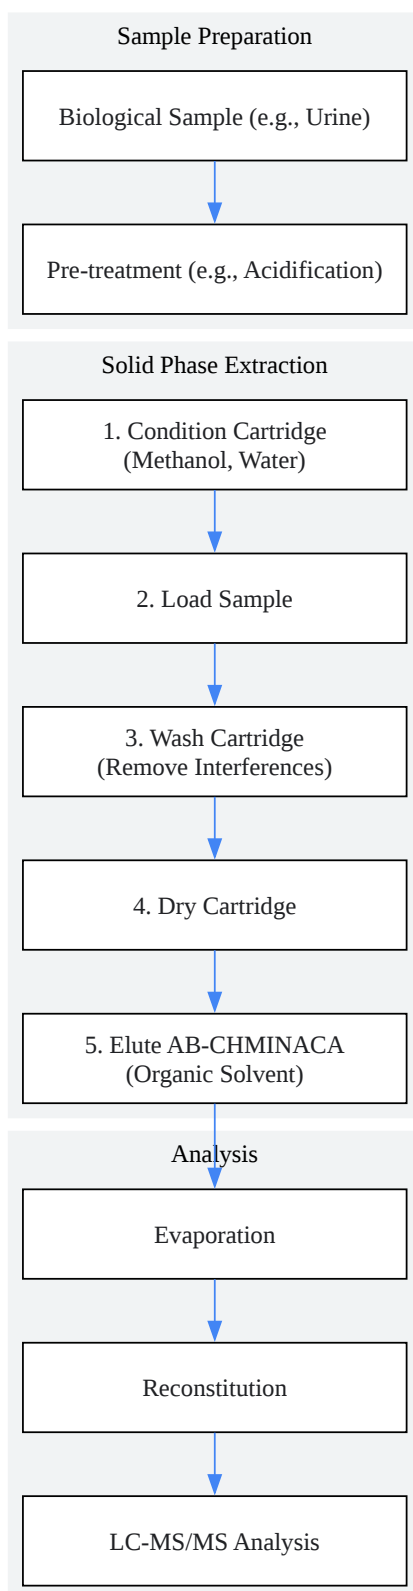 Sample Preparation
Biological Sample (e.g., Urine)
Pre-treatment (e.g., Acidification)
Solid Phase Extraction
1. Condition Cartridge
(Methanol, Water)
2. Load Sample
3. Wash Cartridge
(Remove Interferences)
4. Dry Cartridge
5. Elute AB-CHMINACA
(Organic Solvent)
Analysis
Evaporation
Reconstitution
LC-MS/MS Analysis